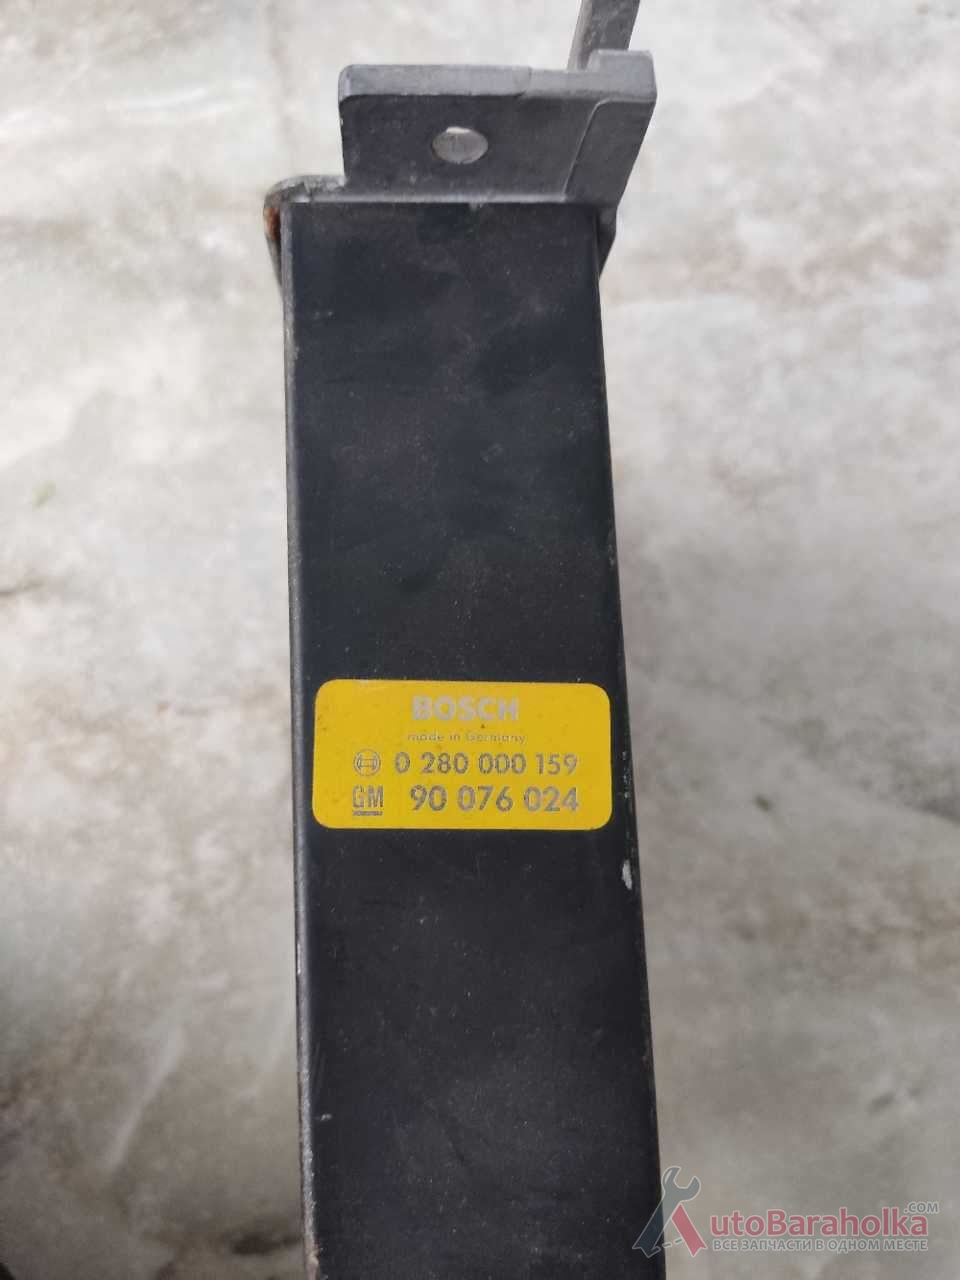 BOSCH
made in Germany
0 280 000 159
GM 90 076 024
AutoBaraholka.COM
ВСЕ ЗАПЧАСТИ В ОДНОМ МЕСТЕ